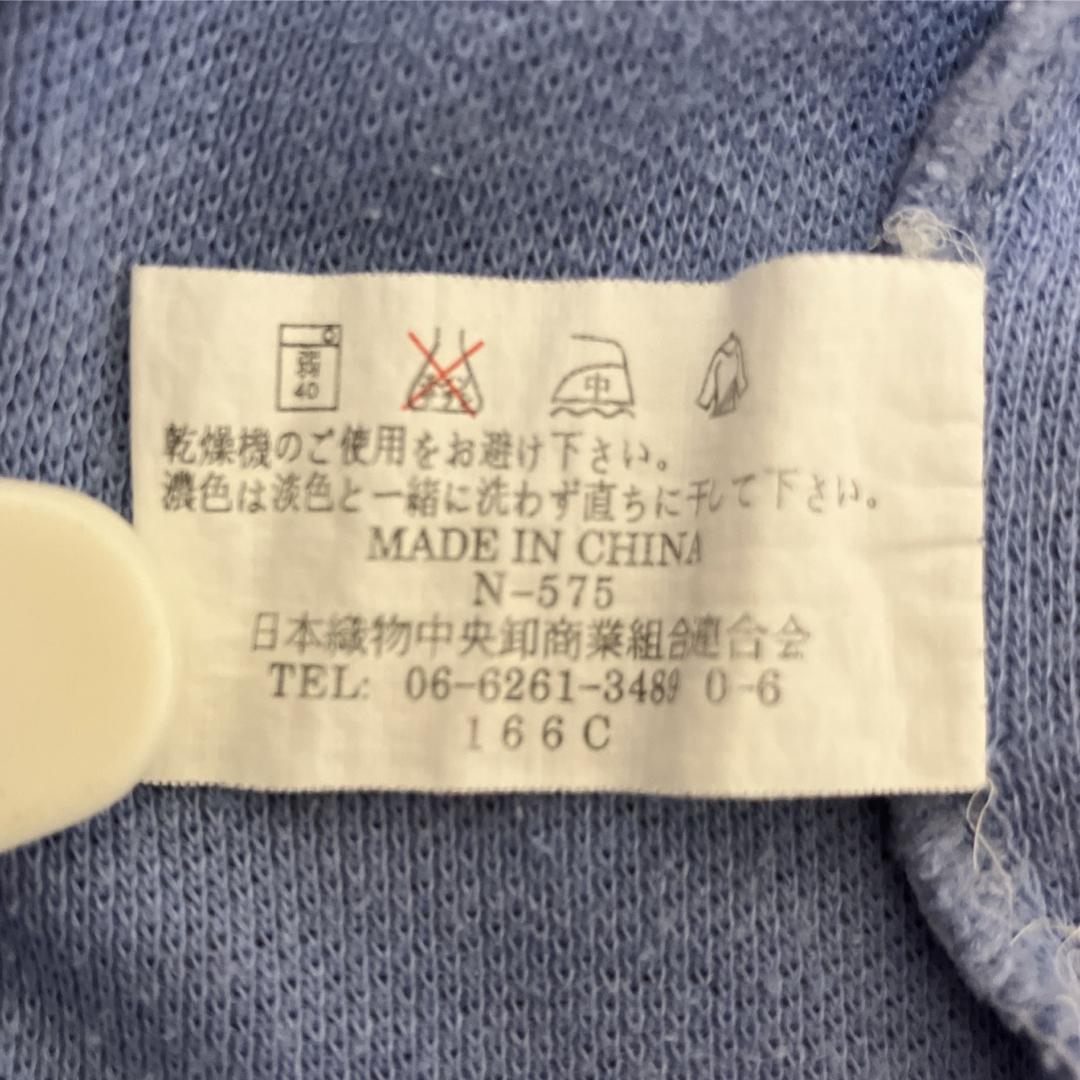 弱
40
中
乾燥機のご使用をお避け下さい。
濃色は淡色と一緒に洗わず直ちに干して下さい。
MADE IN CHINA
N-575
日本織物中央卸商業組合連合会
TEL: 06-6261-3489 0-6
166C